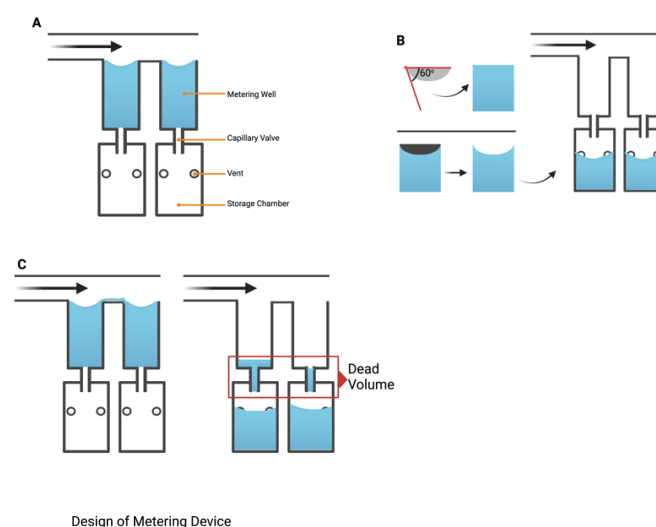 A
Metering Well
Capillary Valve
Vent
Storage Chamber
B
60°
C
Dead
Volume
Design of Metering Device